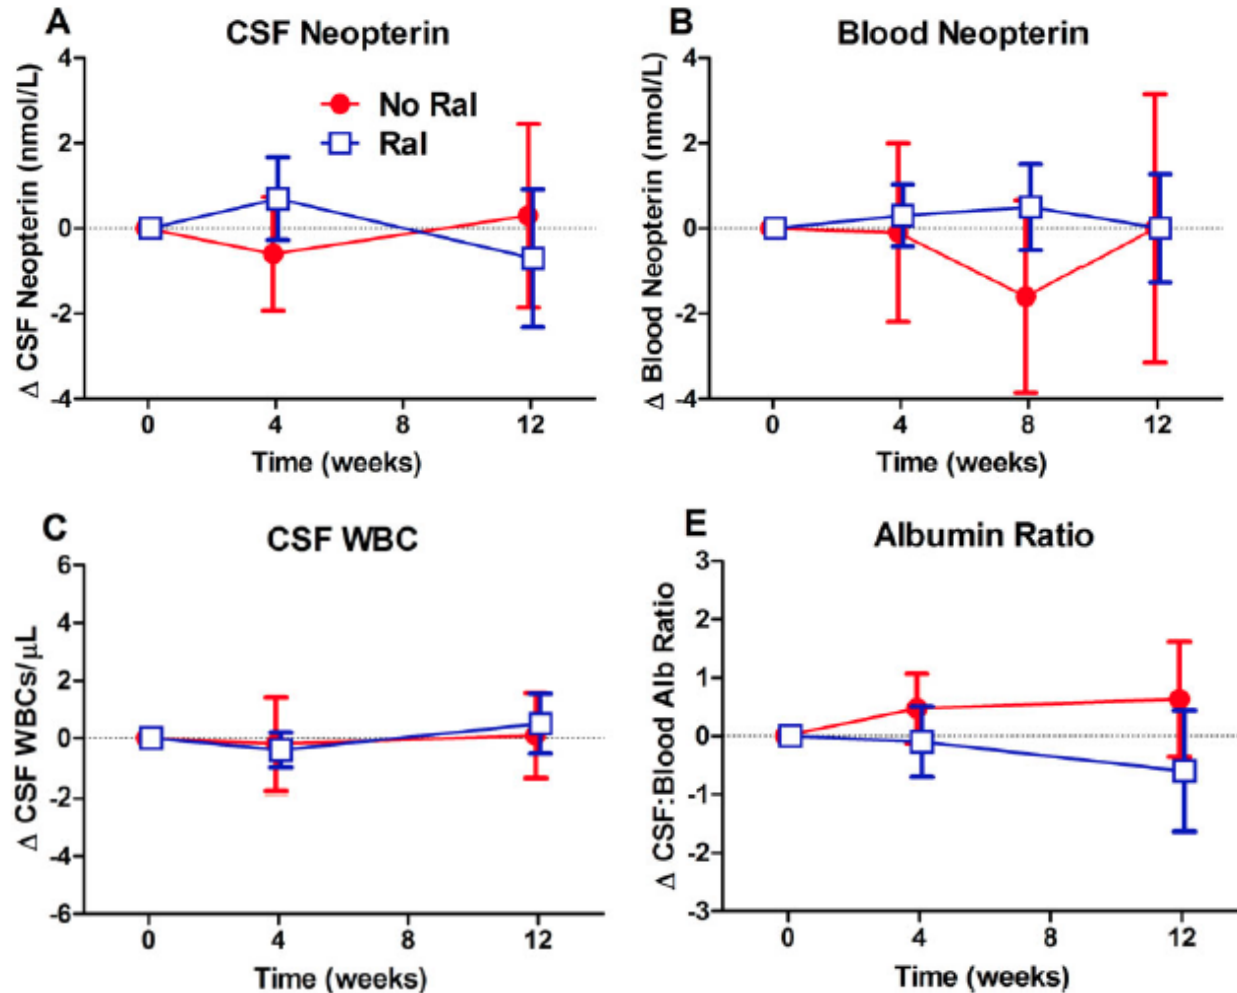 A
CSF Neopterin
Δ CSF Neopterin (nmol/L)
4
2
0
-2
-4
No Ral
Ral
0 4 8 12
Time (weeks)
B
Blood Neopterin
Δ Blood Neopterin (nmol/L)
4
2
0
-2
-4
0 4 8 12
Time (weeks)
C
CSF WBC
Δ CSF WBCs/μL
6
4
2
0
-2
-4
-6
0 4 8 12
Time (weeks)
E
Albumin Ratio
Δ CSF:Blood Alb Ratio
3
2
1
0
-1
-2
-3
0 4 8 12
Time (weeks)